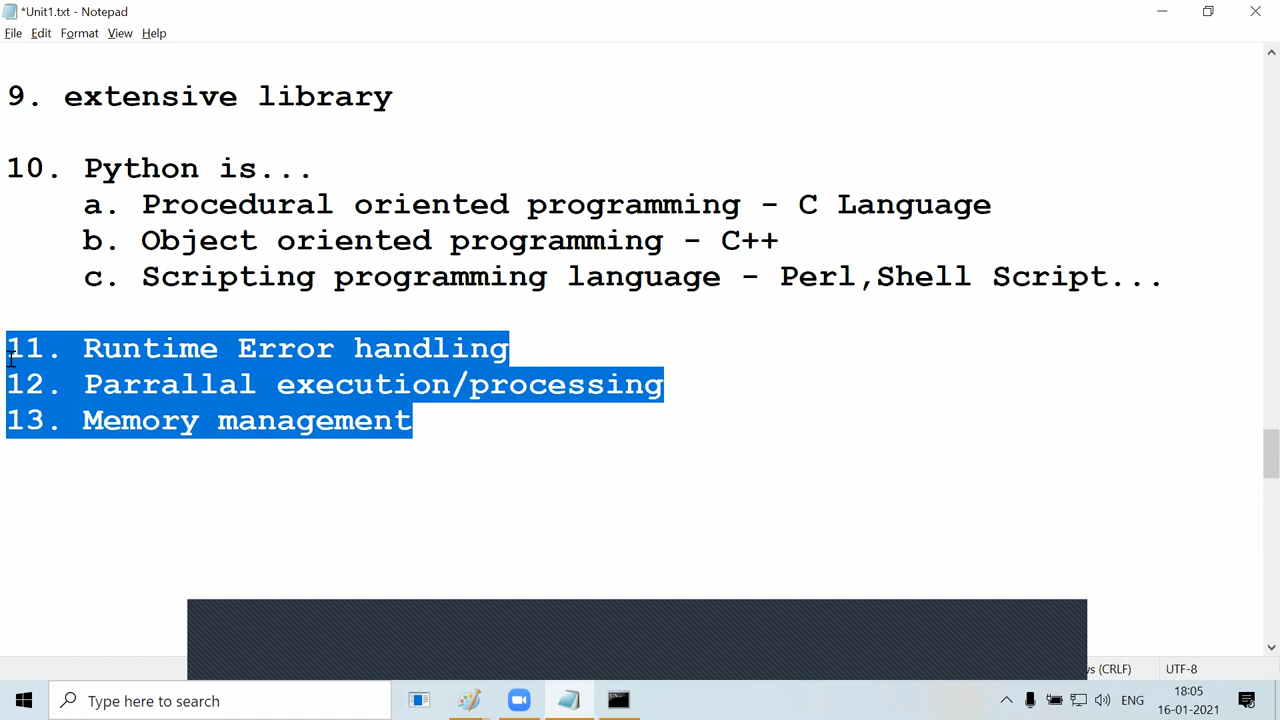 *Unit1.txt - Notepad
File Edit Format View Help
9. extensive library
10. Python is...
a. Procedural oriented programming - C Language
b. Object oriented programming - C++
c. Scripting programming language - Perl,Shell Script...
11. Runtime Error handling
12. Parrallal execution/processing
13. Memory management
(CRLF) UTF-8
Type here to search
ENG
18:05
16-01-2021